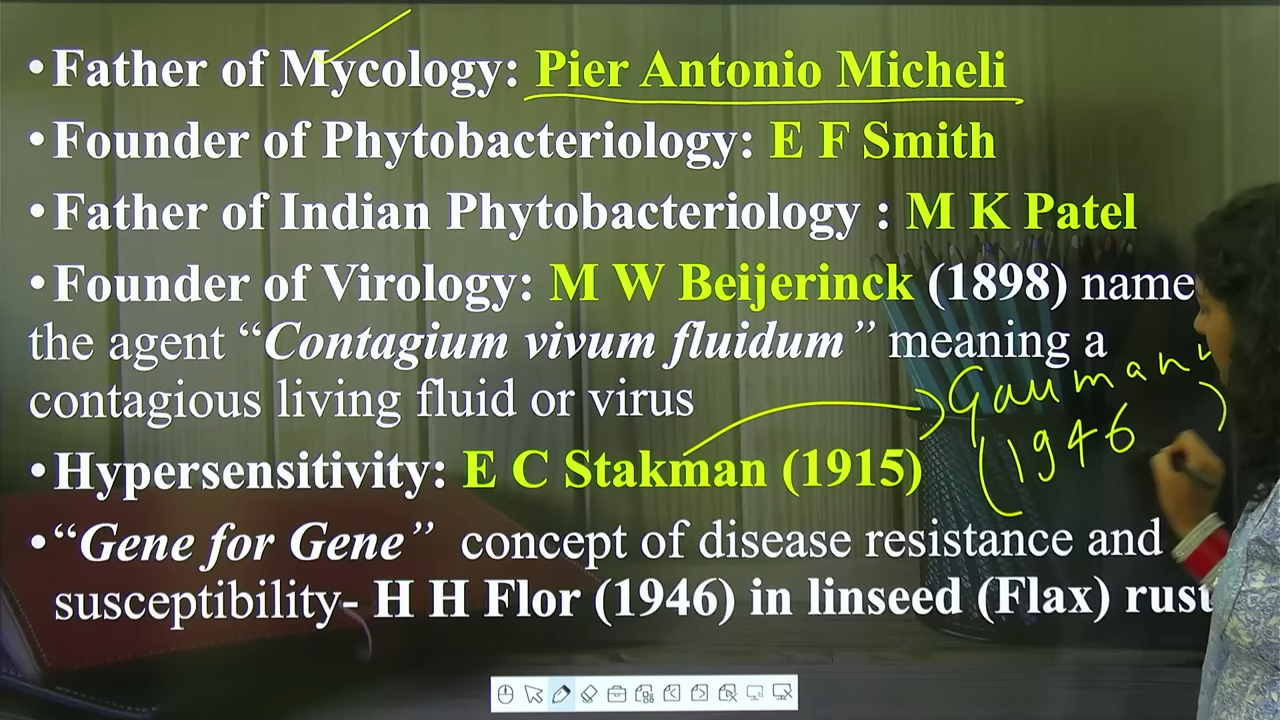 •Father of Mycology: Pier Antonio Micheli
•Founder of Phytobacteriology: E F Smith
•Father of Indian Phytobacteriology : M K Patel
•Founder of Virology: M W Beijerinck (1898) name
the agent “Contagium vivum fluidum” meaning a
contagious living fluid or virus
Gaumann
(1946)
•Hypersensitivity: E C Stakman (1915)
•“Gene for Gene” concept of disease resistance and
susceptibility- H H Flor (1946) in linseed (Flax) rust